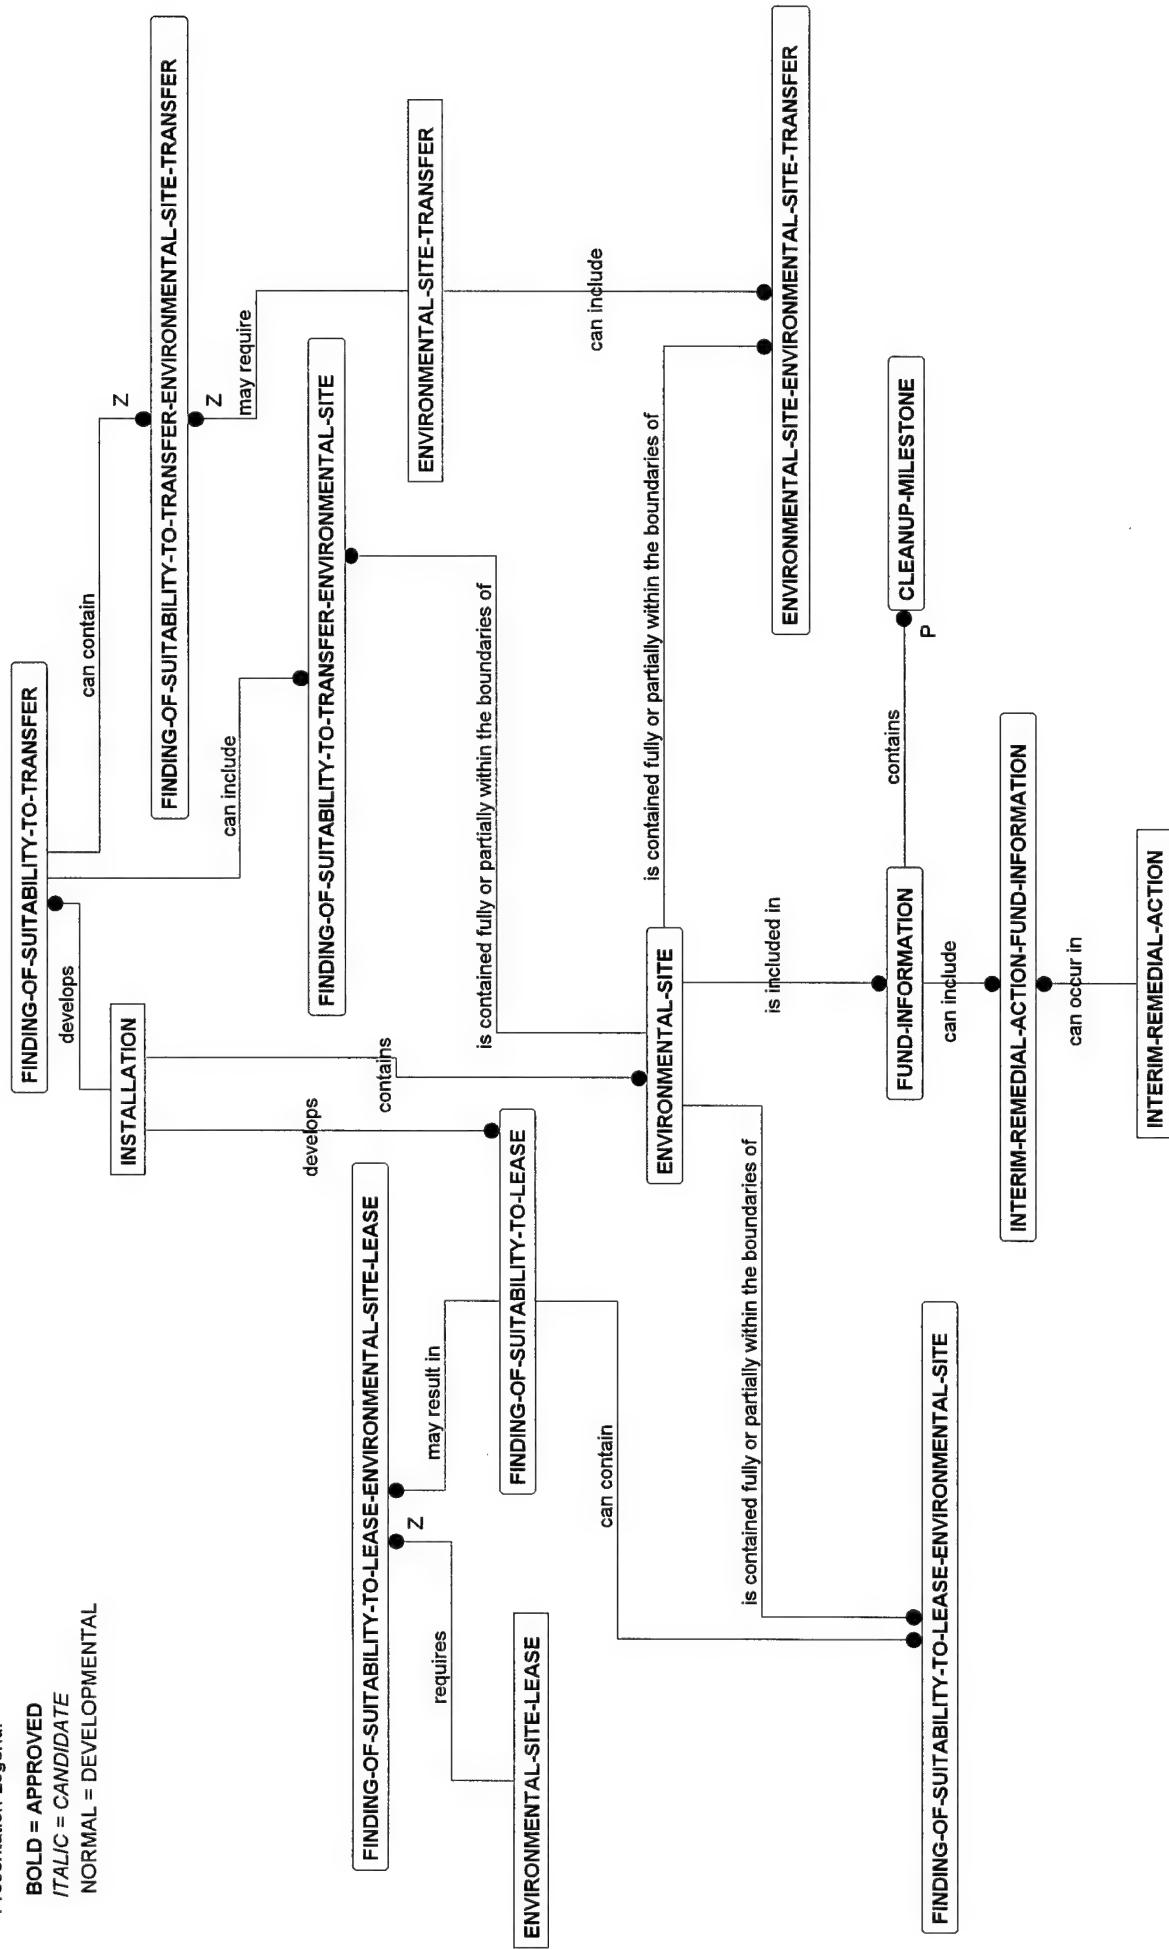 Presentation Legend:
BOLD = APPROVED
ITALIC = CANDIDATE
NORMAL = DEVELOPMENTAL
FINDING-OF-SUITABILITY-TO-TRANSFER
develops
can contain
Z
INSTALLATION
FINDING-OF-SUITABILITY-TO-TRANSFER-ENVIRONMENTAL-SITE-TRANSFER
Z
can include
may require
develops
contains
FINDING-OF-SUITABILITY-TO-TRANSFER-ENVIRONMENTAL-SITE
FINDING-OF-SUITABILITY-TO-LEASE-ENVIRONMENTAL-SITE-LEASE
Z
may result in
requires
ENVIRONMENTAL-SITE-TRANSFER
is contained fully or partially within the boundaries of
FINDING-OF-SUITABILITY-TO-LEASE
ENVIRONMENTAL-SITE-LEASE
can contain
can include
is contained fully or partially within the boundaries of
ENVIRONMENTAL-SITE
is contained fully or partially within the boundaries of
is included in
ENVIRONMENTAL-SITE-ENVIRONMENTAL-SITE-TRANSFER
contains
FUND-INFORMATION
CLEANUP-MILESTONE
P
FINDING-OF-SUITABILITY-TO-LEASE-ENVIRONMENTAL-SITE
can include
INTERIM-REMEDIAL-ACTION-FUND-INFORMATION
can occur in
INTERIM-REMEDIAL-ACTION